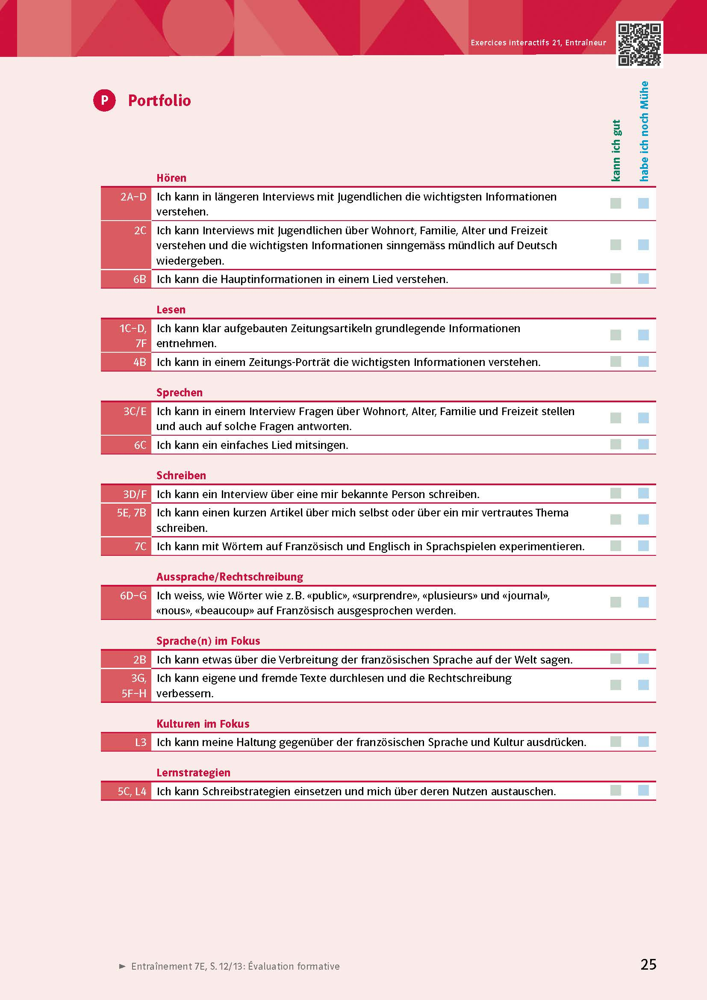 Exercices interactifs 21, Entraîneur
P Portfolio
kann ich gut
habe ich noch Mühe
Hören
2A–D Ich kann in längeren Interviews mit Jugendlichen die wichtigsten Informationen
verstehen.
2C Ich kann Interviews mit Jugendlichen über Wohnort, Familie, Alter und Freizeit
verstehen und die wichtigsten Informationen sinngemäss mündlich auf Deutsch
wiedergeben.
6B Ich kann die Hauptinformationen in einem Lied verstehen.
Lesen
1C–D, Ich kann klar aufgebauten Zeitungsartikeln grundlegende Informationen
7F entnehmen.
4B Ich kann in einem Zeitungs-Porträt die wichtigsten Informationen verstehen.
Sprechen
3C/E Ich kann in einem Interview Fragen über Wohnort, Alter, Familie und Freizeit stellen
und auch auf solche Fragen antworten.
6C Ich kann ein einfaches Lied mitsingen.
Schreiben
3D/F Ich kann ein Interview über eine mir bekannte Person schreiben.
5E, 7B Ich kann einen kurzen Artikel über mich selbst oder über ein mir vertrautes Thema
schreiben.
7C Ich kann mit Wörtern auf Französisch und Englisch in Sprachspielen experimentieren.
Aussprache/Rechtschreibung
6D–G Ich weiss, wie Wörter wie z. B. «public», «surprendre», «plusieurs» und «journal»,
«nous», «beaucoup» auf Französisch ausgesprochen werden.
Sprache(n) im Fokus
2B Ich kann etwas über die Verbreitung der französischen Sprache auf der Welt sagen.
3G, Ich kann eigene und fremde Texte durchlesen und die Rechtschreibung
5F–H verbessern.
Kulturen im Fokus
L3 Ich kann meine Haltung gegenüber der französischen Sprache und Kultur ausdrücken.
Lernstrategien
5C, L4 Ich kann Schreibstrategien einsetzen und mich über deren Nutzen austauschen.
► Entraînement 7E, S. 12/13: Évaluation formative
25